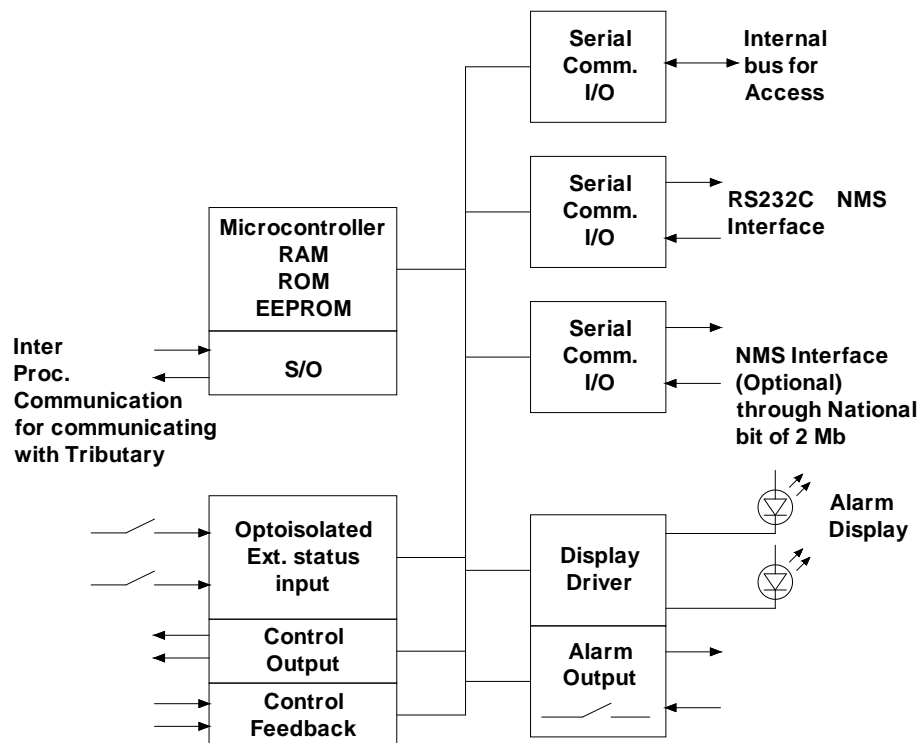 Serial
Comm.
I/O
Internal
bus for
Access
Serial
Comm.
I/O
RS232C NMS
Interface
Microcontroller
RAM
ROM
EEPROM
S/O
Inter
Proc.
Communication
for communicating
with Tributary
Serial
Comm.
I/O
NMS Interface
(Optional)
through National
bit of 2 Mb
Optoisolated
Ext. status
input
Control
Output
Control
Feedback
Display
Driver
Alarm
Display
Alarm
Output